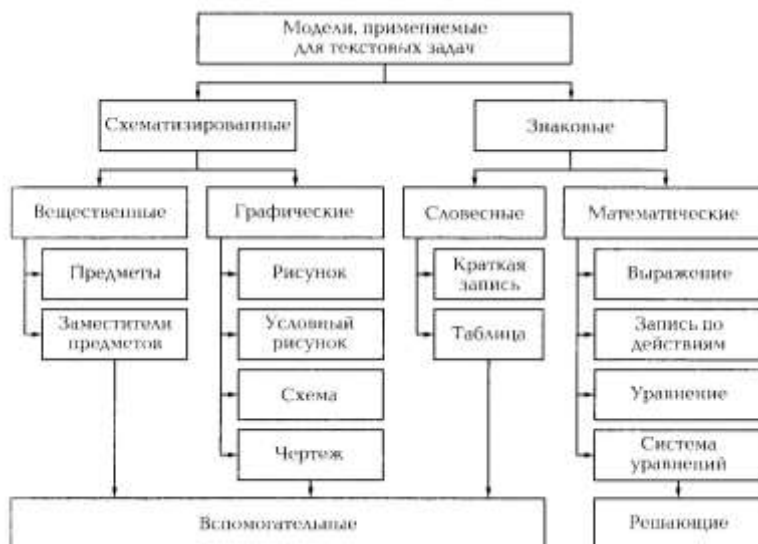 Модели, применяемые
для текстовых задач
Схематизированные
Знаковые
Вещественные
Графические
Словесные
Математические
Предметы
Рисунок
Краткая
запись
Выражение
Заместители
предметов
Условный
рисунок
Таблица
Запись по
действиям
Схема
Уравнение
Чертеж
Система
уравнений
Вспомогательные
Решающие